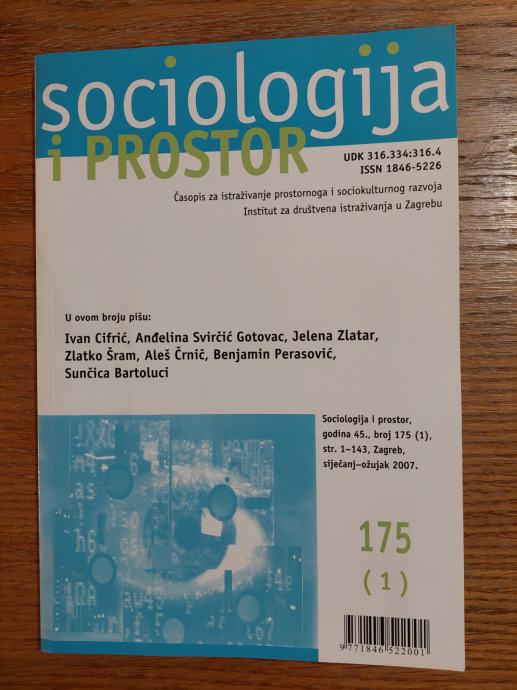 sociologija
i PROSTOR
UDK 316.334:316.4
ISSN 1846-5226
Časopis za istraživanje prostornoga i sociokulturnog razvoja
Institut za društvena istraživanja u Zagrebu
U ovom broju pišu:
Ivan Cifrić, Anđelina Svirčić Gotovac, Jelena Zlatar,
Zlatko Šram, Aleš Črnič, Benjamin Perasović,
Sunčica Bartoluci
Sociologija i prostor,
godina 45., broj 175 (1),
str. 1–143, Zagreb,
siječanj–ožujak 2007.
175
(1)
9 771846 522001